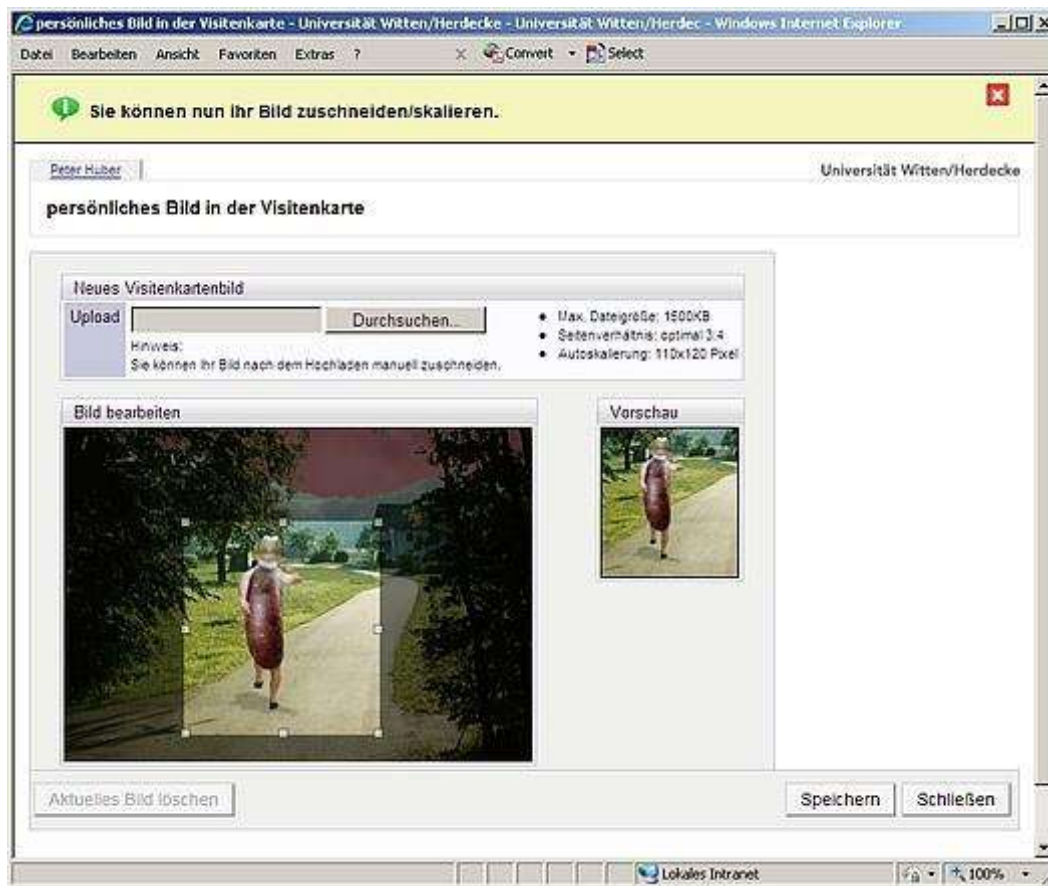 persönliches Bild in der Visitenkarte - Universität Witten/Herdecke - Universität Witten/Herdec - Windows Internet Explorer
Datei Bearbeiten Ansicht Favoriten Extras ? x Convert Select
Sie können nun ihr Bild zuschneiden/skalieren.
Peter Huber
Universität Witten/Herdecke
persönliches Bild in der Visitenkarte
Neues Visitenkartenbild
Upload Durchsuchen...
Hinweis:
Sie können Ihr Bild nach dem Hochladen manuell zuschneiden.
Max. Dateigröße: 1500KB
Seitenverhältnis: optimal 3:4
Autoskalierung: 110x120 Pixel
Bild bearbeiten
Vorschau
Aktuelles Bild löschen
Speichern
Schließen
Lokales Intranet
100%